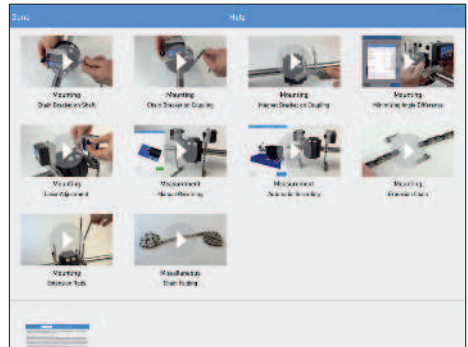 Done
Help
Mounting
Chain Bracket on Shaft
Mounting
Chain Bracket on Coupling
Mounting
Magnet Bracket on Coupling
Mounting
Minimizing Angle Difference
Mounting
Laser Adjustment
Measurement
Manual Recording
Measurement
Automatic Recording
Mounting
Extension Chain
Mounting
Extension Rods
Miscellaneous
Chain Folding